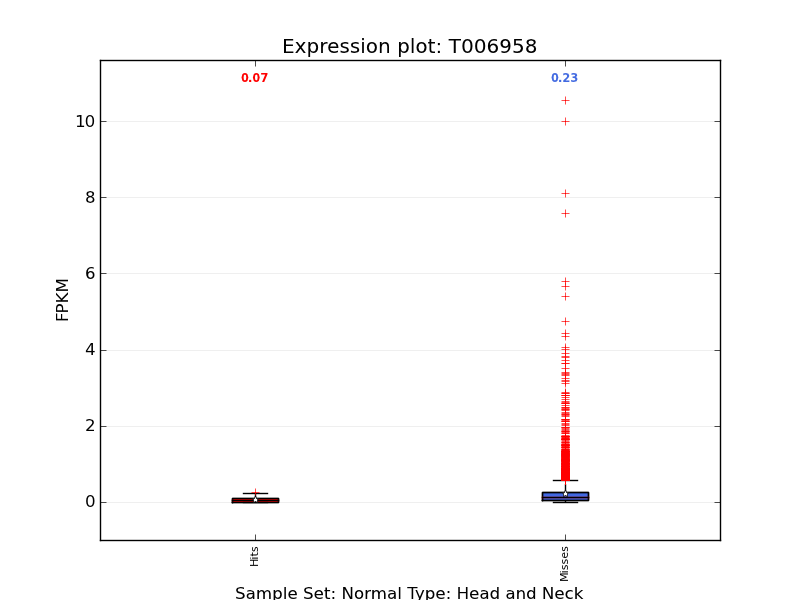 Expression plot: T006958
0.07
0.23
10
8
6
4
2
0
FPKM
Hits
Misses
Sample Set: Normal Type: Head and Neck